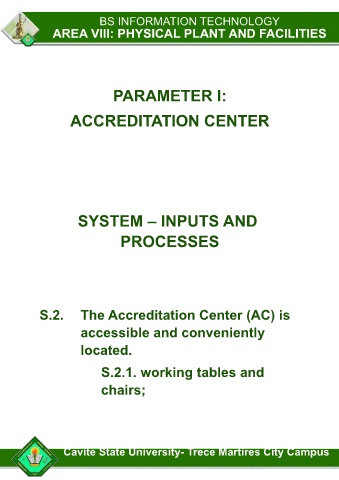 BS INFORMATION TECHNOLOGY
AREA VIII: PHYSICAL PLANT AND FACILITIES
PARAMETER I:
ACCREDITATION CENTER
SYSTEM – INPUTS AND
PROCESSES
S.2. The Accreditation Center (AC) is
accessible and conveniently
located.
S.2.1. working tables and
chairs;
Cavite State University- Trece Martires City Campus